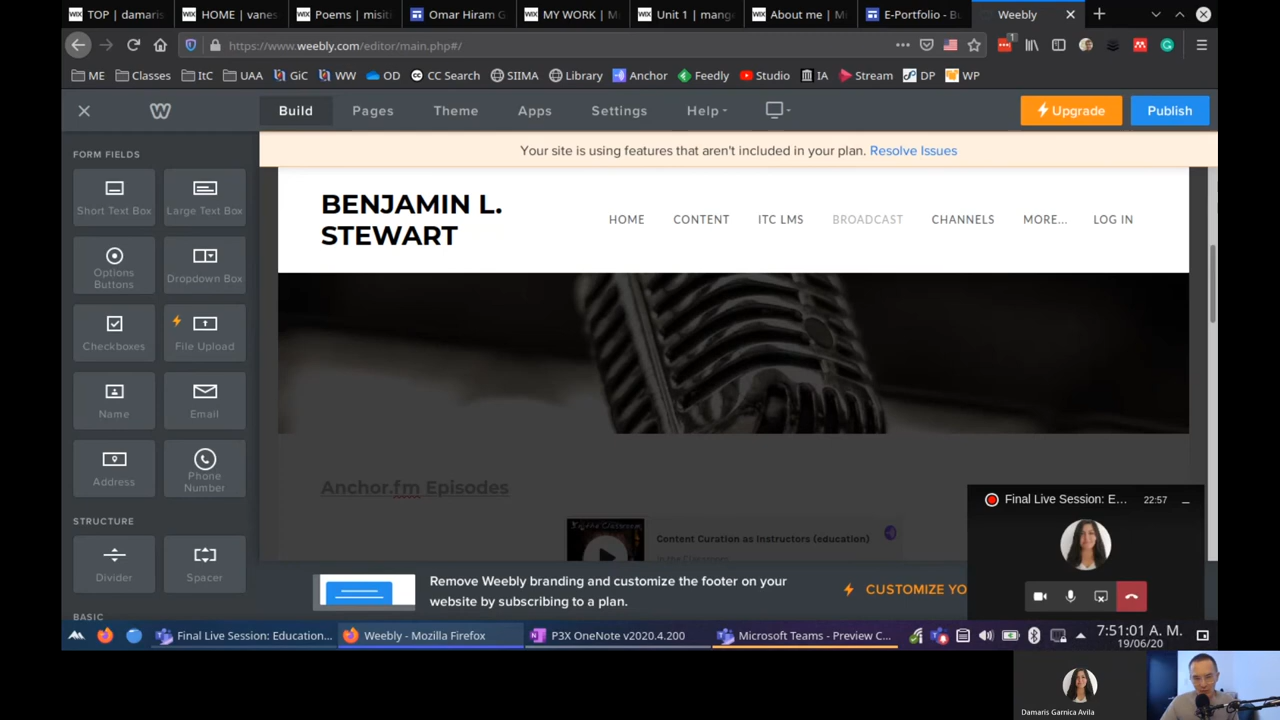 TOP | damaris
HOME | vanes
Poems | misit
Omar Hiram G
MY WORK | M
Unit 1 | mang
About me | M
E-Portfolio - B
Weebly
https://www.weebly.com/editor/main.php#/
1
ME Classes ItC UAA GiC WW OD CC Search SIIMA Library Anchor Feedly Studio IA Stream DP WP
Build Pages Theme Apps Settings Help Upgrade Publish
Your site is using features that aren't included in your plan. Resolve Issues
FORM FIELDS
Short Text Box Large Text Box
Options Buttons Dropdown Box
Checkboxes File Upload
Name Email
Address Phone Number
STRUCTURE
Divider Spacer
BASIC
BENJAMIN L.
STEWART
HOME CONTENT ITC LMS BROADCAST CHANNELS MORE... LOG IN
Anchor.fm Episodes
Content Curation as Instructors (education)
Final Live Session: E... 22:57
Remove Weebly branding and customize the footer on your
website by subscribing to a plan.
CUSTOMIZE YO
Final Live Session: Education...
Weebly - Mozilla Firefox
P3X OneNote v2020.4.200
Microsoft Teams - Preview C...
7:51:01 A. M.
19/06/20
Damaris Garnica Avila